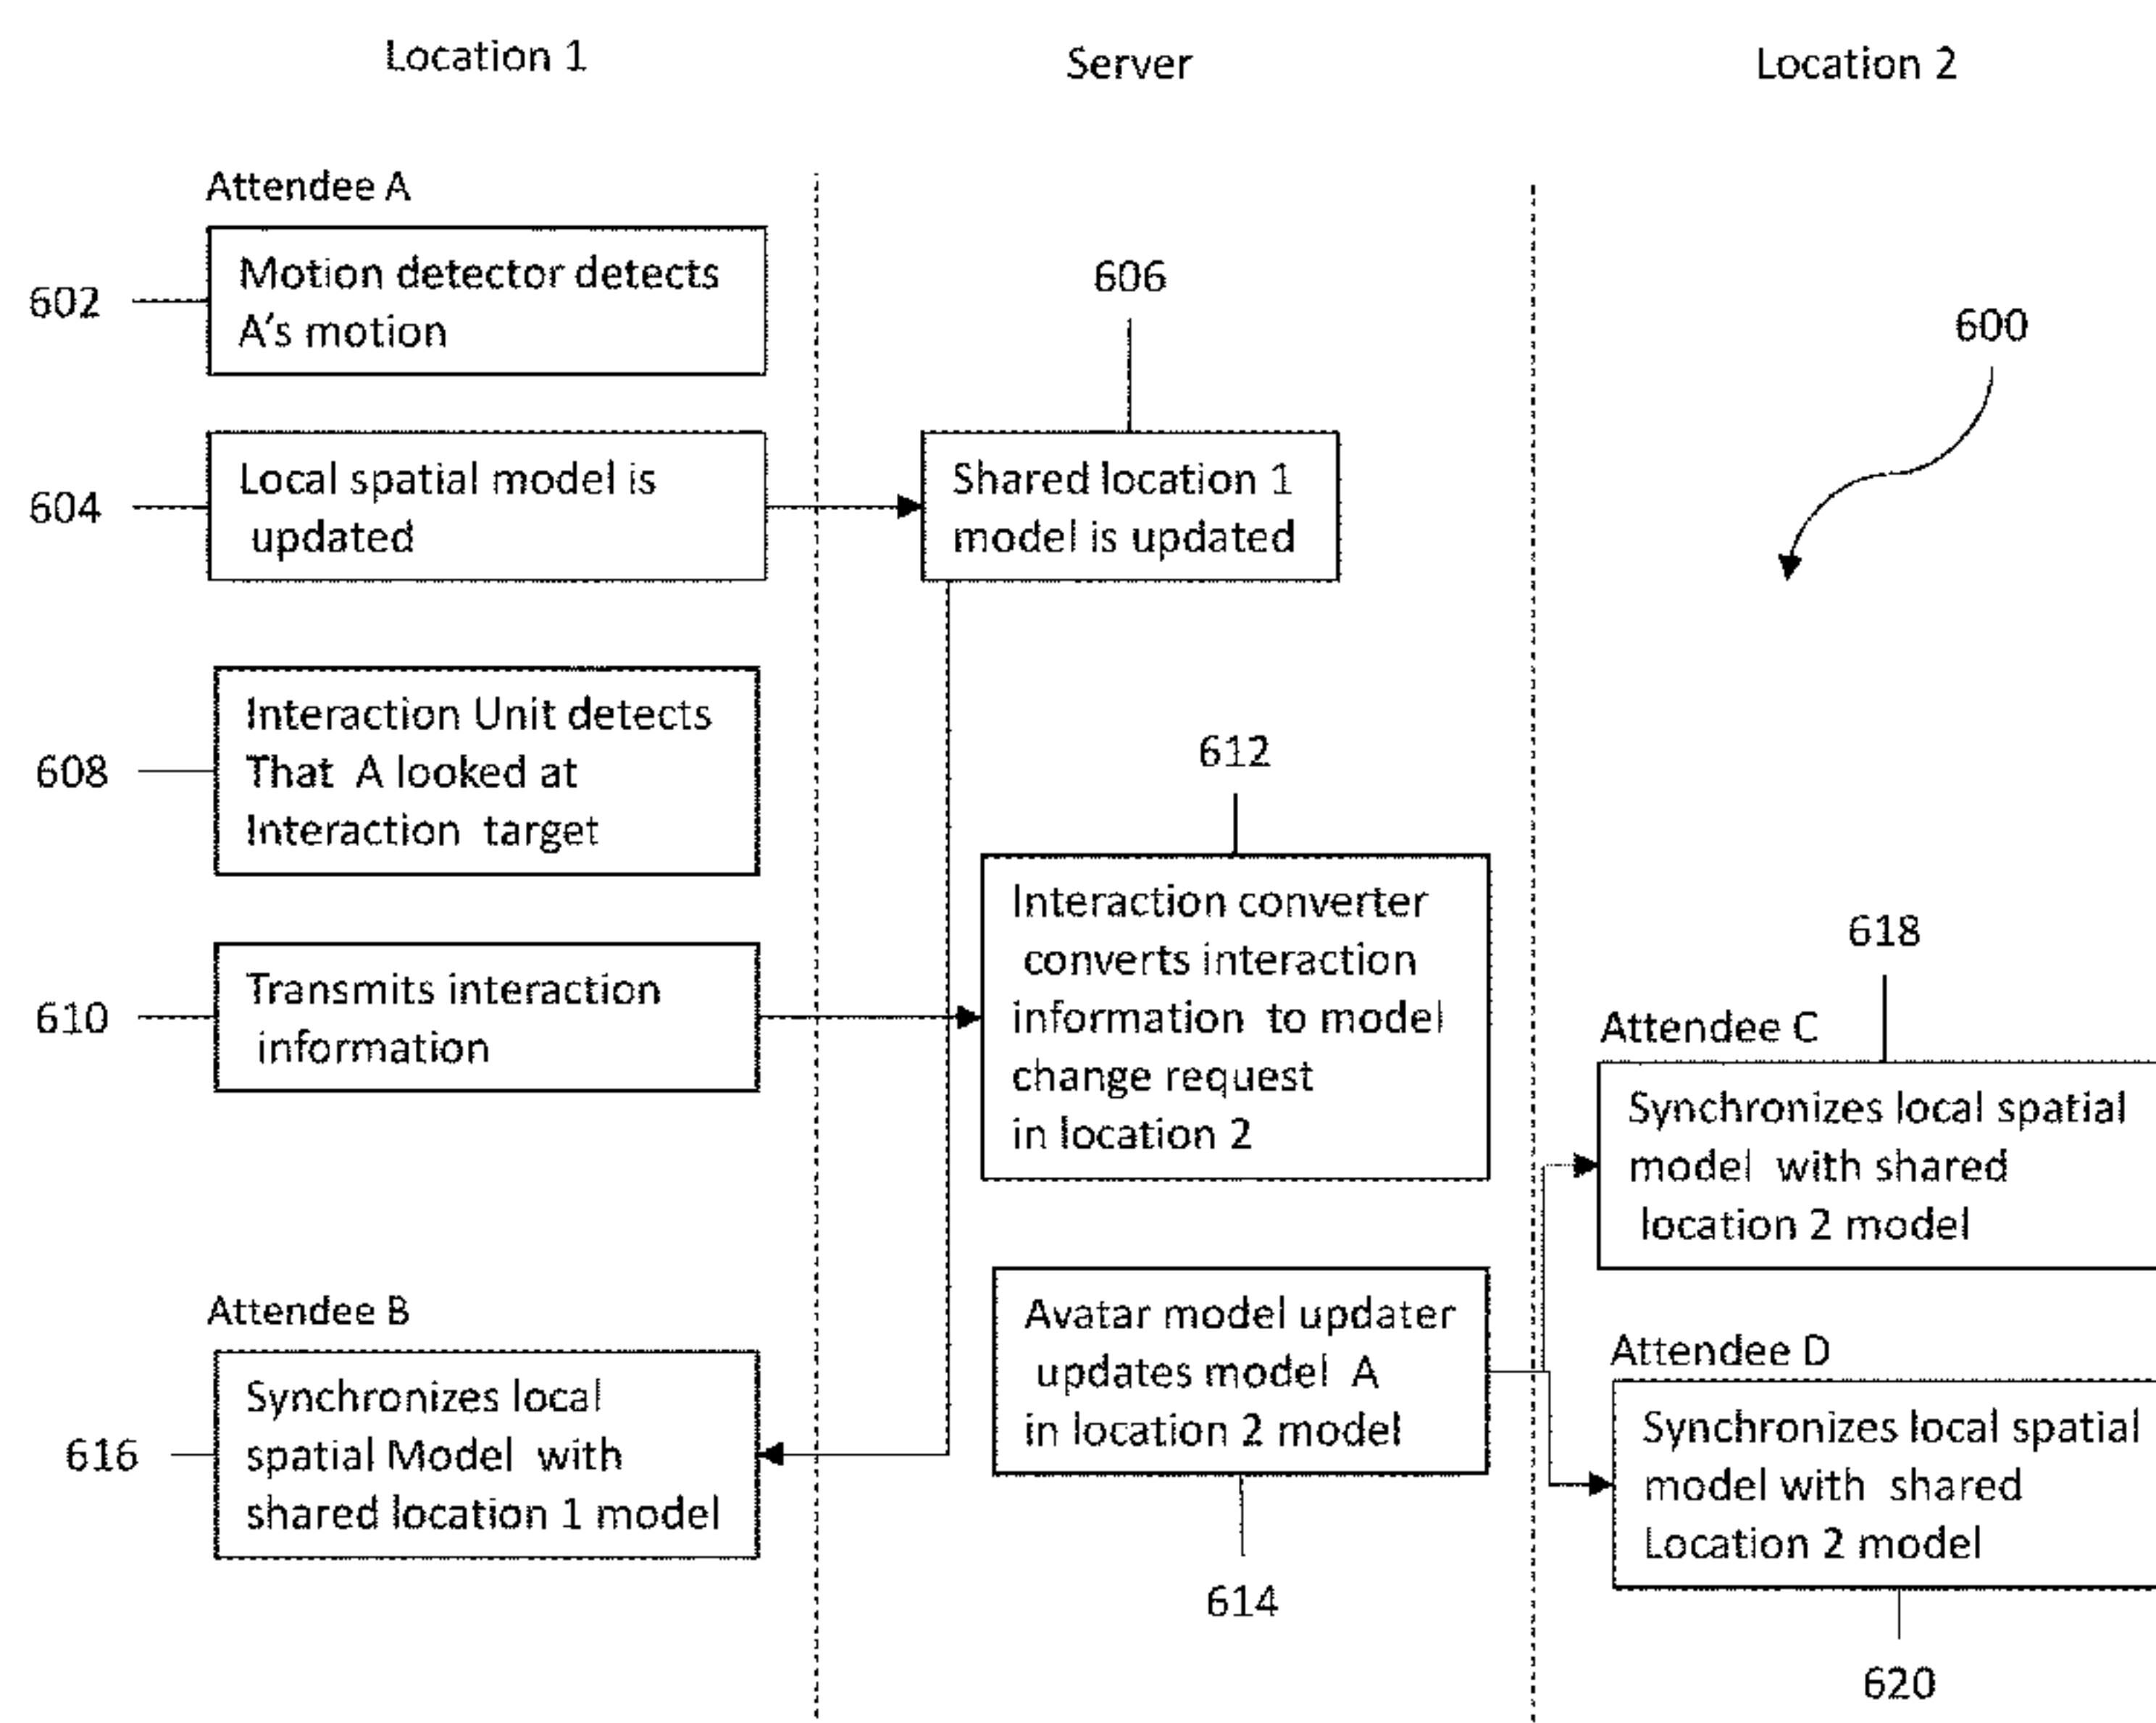 Location 1
Server
Location 2
Attendee A
602
Motion detector detects
A's motion
606
600
604
Local spatial model is
updated
Shared location 1
model is updated
608
Interaction Unit detects
That A looked at
Interaction target
612
Interaction converter
converts interaction
information to model
change request
in location 2
610
Transmits interaction
information
618
Attendee C
Synchronizes local spatial
model with shared
location 2 model
Attendee B
616
Synchronizes local
spatial Model with
shared location 1 model
Avatar model updater
updates model A
in location 2 model
614
Attendee D
Synchronizes local spatial
model with shared
Location 2 model
620